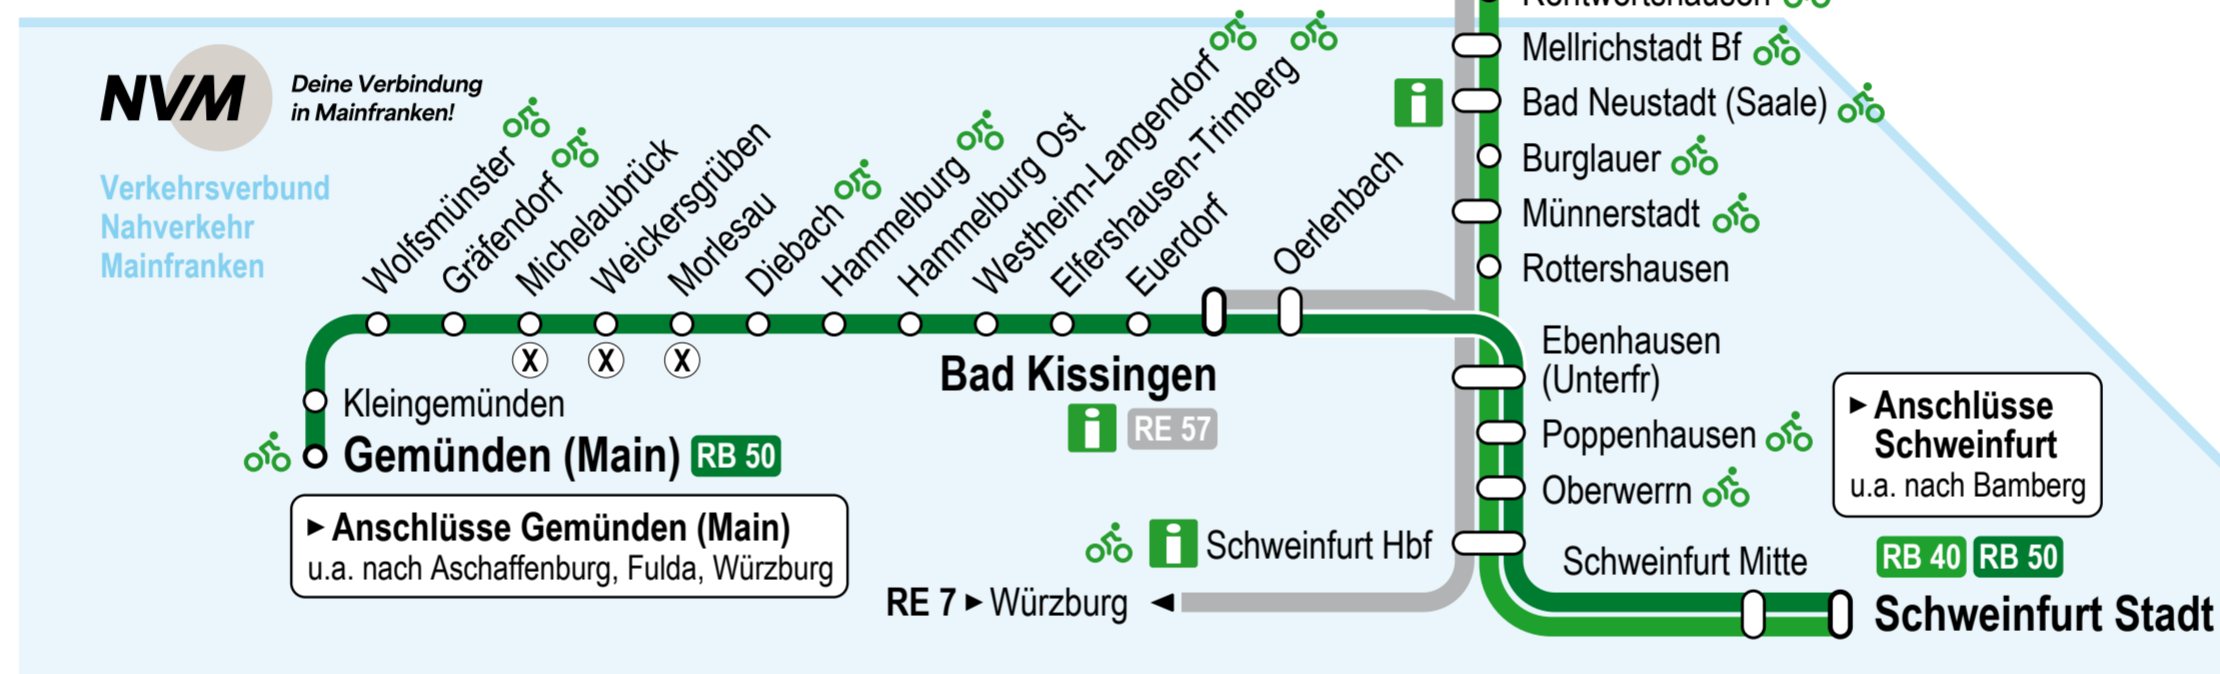 Mellrichstadt Bf
NVM
Deine Verbindung
in Mainfranken!
Verkehrsverbund
Nahverkehr
Mainfranken
i
Bad Neustadt (Saale)
Burglauer
Münnerstadt
Rottershausen
Wolfsmünster
Gräfendorf
Michelaubrück
Weickersgrüben
Morlesau
Diebach
Hammelburg
Hammelburg Ost
Westheim-Langendorf
Elfershausen-Trimberg
Euerdorf
Oerlenbach
X
X
X
Kleingemünden
Gemünden (Main) RB 50
►Anschlüsse Gemünden (Main)
u.a. nach Aschaffenburg, Fulda, Würzburg
Bad Kissingen
i RE 57
Ebenhausen
(Unterfr)
Poppenhausen
Oberwerrn
►Anschlüsse
Schweinfurt
u.a. nach Bamberg
i Schweinfurt Hbf
RE 7 ► Würzburg ◄
Schweinfurt Mitte
RB 40 RB 50
Schweinfurt Stadt